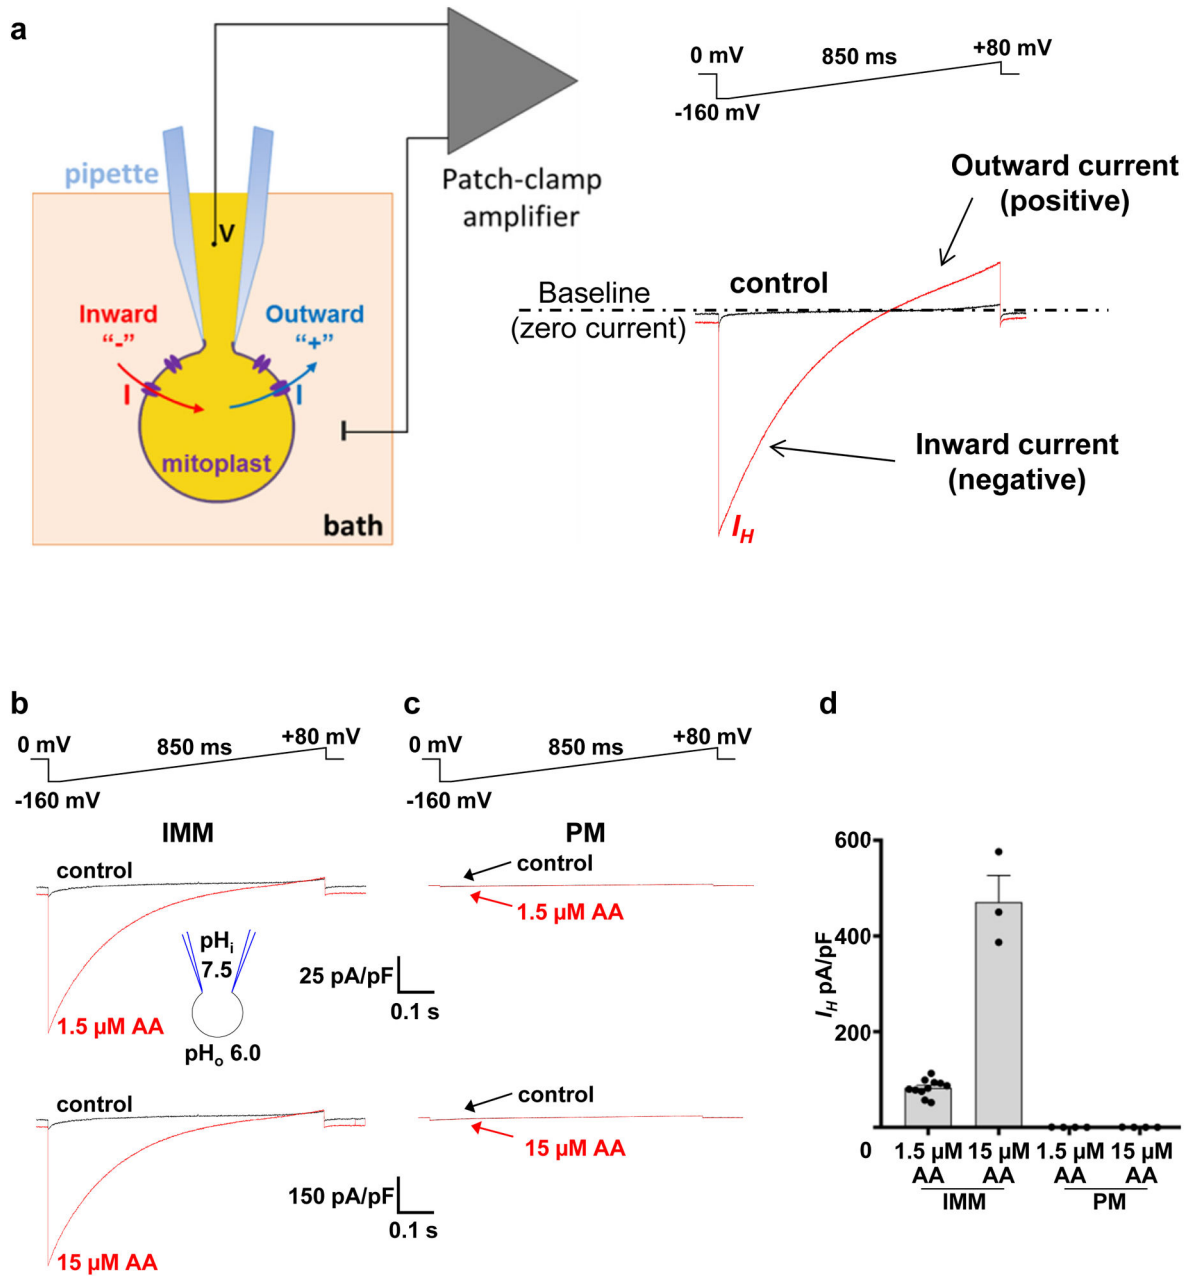 a
pipette
V
Inward
"-"
Outward
"+"
I
I
mitoplast
bath
Patch-clamp
amplifier
0 mV
850 ms
+80 mV
-160 mV
Outward current
(positive)
Baseline
(zero current)
control
Inward current
(negative)
I_H
b
0 mV
850 ms
+80 mV
-160 mV
IMM
control
pH_i
7.5
1.5 µM AA
pH_o 6.0
25 pA/pF
0.1 s
control
15 µM AA
150 pA/pF
0.1 s
c
0 mV
850 ms
+80 mV
-160 mV
PM
control
1.5 µM AA
control
15 µM AA
d
I_H pA/pF
600
400
200
0
1.5 µM
AA
15 µM
AA
1.5 µM
AA
15 µM
AA
IMM
PM